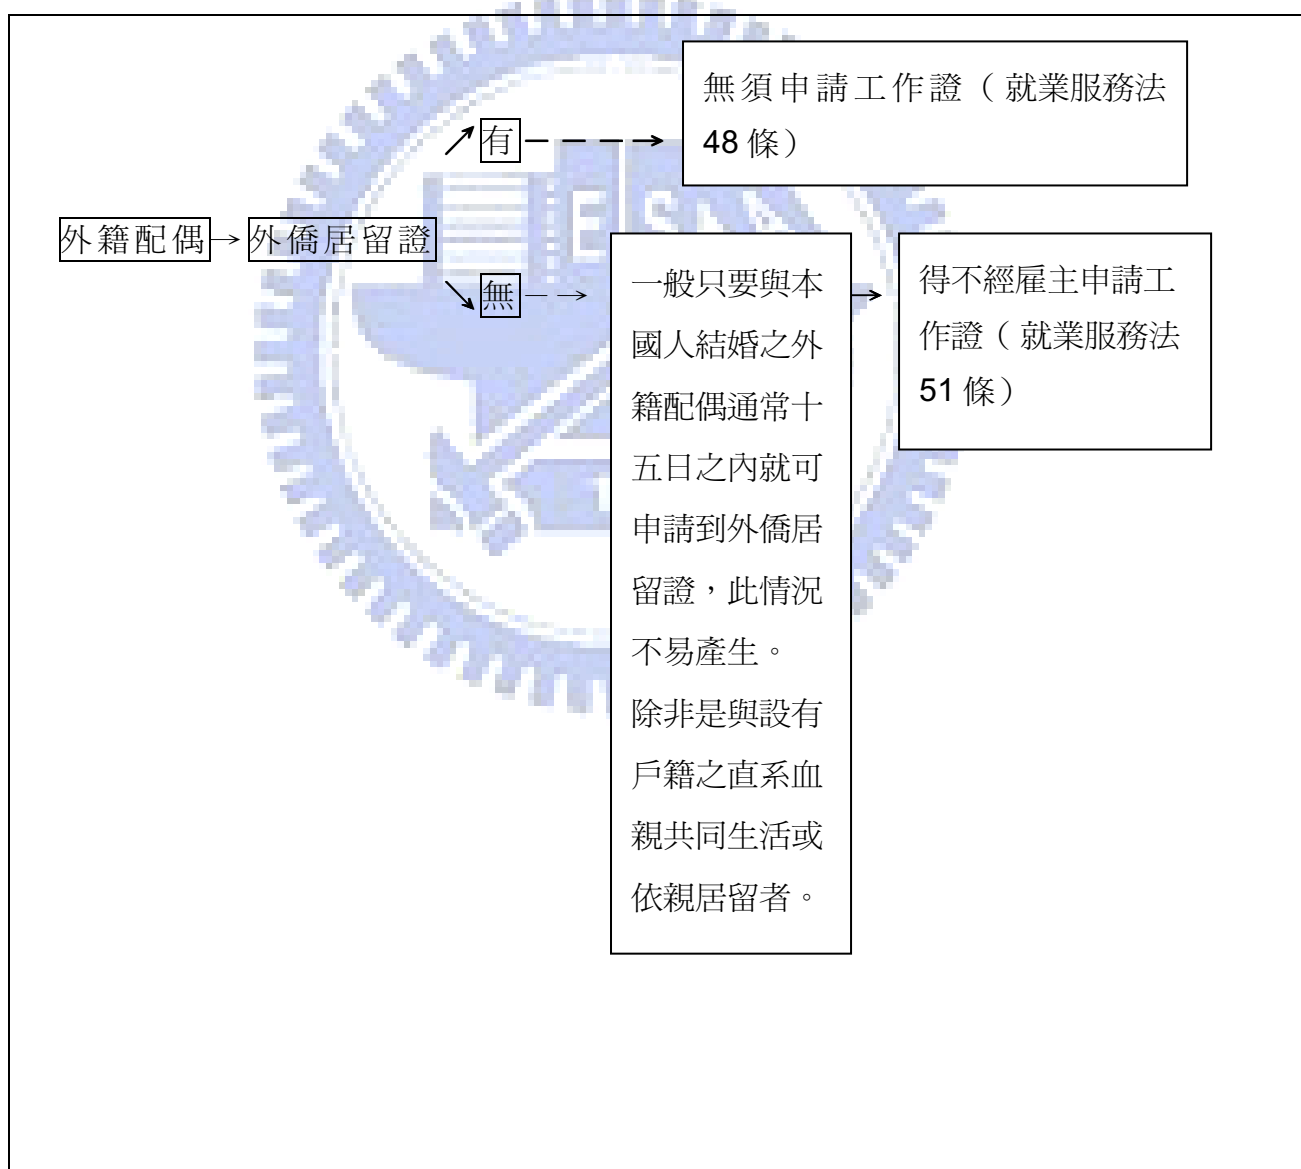 無須申請工作證（就業服務法
48 條）
有
外籍配偶→外僑居留證
無
一般只要與本
國人結婚之外
籍配偶通常十
五日之內就可
申請到外僑居
留證，此情況
不易產生。
除非是與設有
戶籍之直系血
親共同生活或
依親居留者。
得不經雇主申請工
作證（就業服務法
51 條）